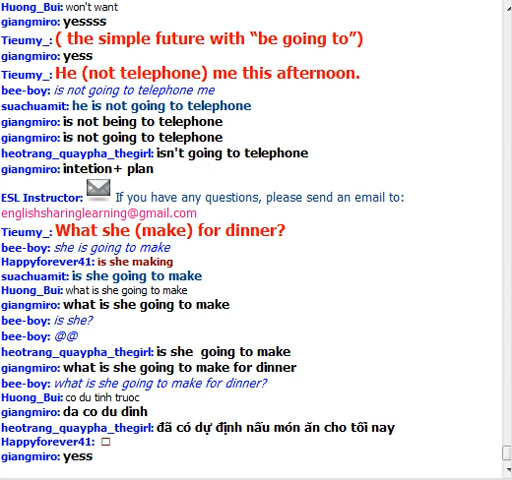 Huong_Bui: won't want
giangmiro: yessss
Tieumy_: ( the simple future with “be going to”)
giangmiro: yess
Tieumy_: He (not telephone) me this afternoon.
bee-boy: is not going to telephone me
suachuamit: he is not going to telephone
giangmiro: is not being to telephone
giangmiro: is not going to telephone
heotrang_quaypha_thegirl: isn't going to telephone
giangmiro: intetion+ plan
ESL Instructor: If you have any questions, please send an email to:
englishsharinglearning@gmail.com
Tieumy_: What she (make) for dinner?
bee-boy: she is going to make
Happyforever41: is she making
suachuamit: is she going to make
Huong_Bui: what is she going to make
giangmiro: what is she going to make
bee-boy: is she?
bee-boy: @@
heotrang_quaypha_thegirl: is she going to make
giangmiro: what is she going to make for dinner
bee-boy: what is she going to make for dinner?
Huong_Bui: co du tinh truoc
giangmiro: da co du dinh
heotrang_quaypha_thegirl: đã có dự định nấu món ăn cho tối nay
Happyforever41: □
giangmiro: yess